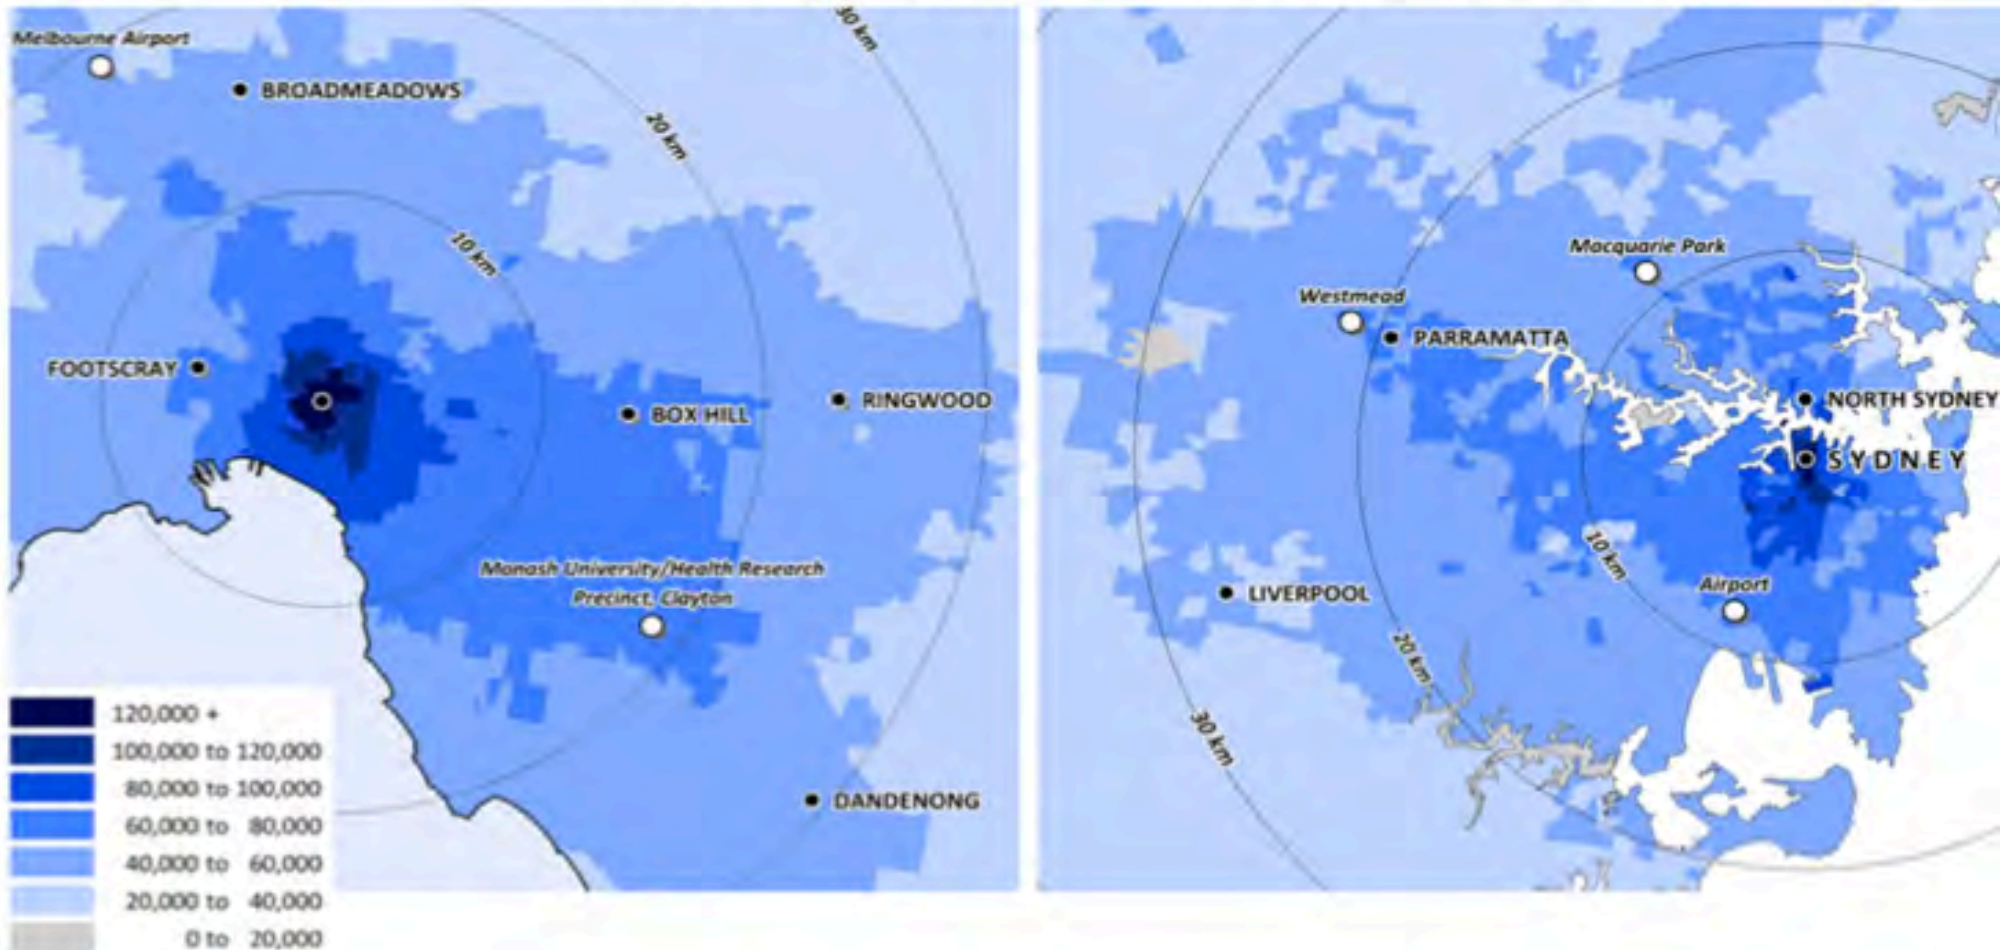 Melbourne Airport
BROADMEADOWS
30 km
20 km
10 km
FOOTSCRAY
BOX HILL
RINGWOOD
Monash University/Health Research
Precinct, Clayton
DANDENONG
120,000 +
100,000 to 120,000
80,000 to 100,000
60,000 to 80,000
40,000 to 60,000
20,000 to 40,000
0 to 20,000
Macquarie Park
Westmead
PARRAMATTA
NORTH SYDNEY
SYDNEY
10 km
Airport
LIVERPOOL
20 km
30 km